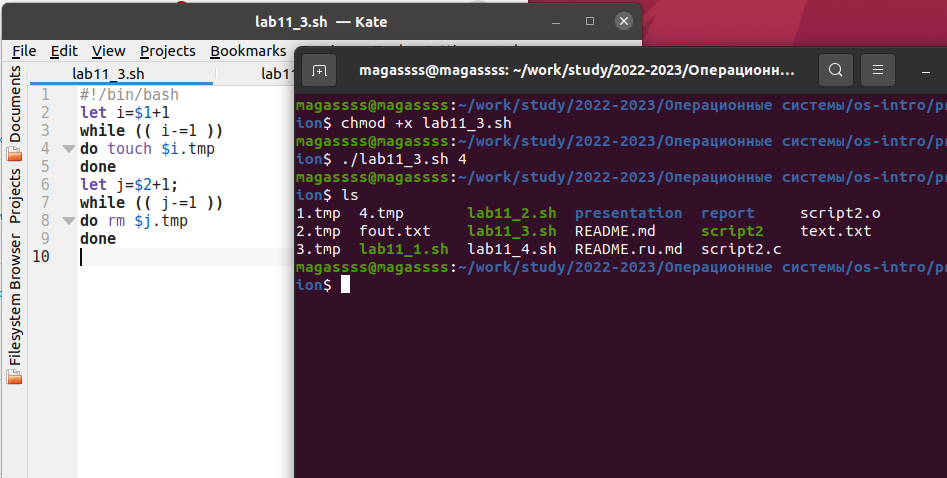 lab11_3.sh — Kate
File Edit View Projects Bookmarks
Documents
Projects
Filesystem Browser
lab11_3.sh
1 #!/bin/bash
2 let i=$1+1
3 while (( i-=1 ))
4 do touch $i.tmp
5 done
6 let j=$2+1;
7 while (( j-=1 ))
8 do rm $j.tmp
9 done
10
magassss@magassss: ~/work/study/2022-2023/Операционн...
magassss@magassss:~/work/study/2022-2023/Операционные системы/os-intro/pr
ion$ chmod +x lab11_3.sh
magassss@magassss:~/work/study/2022-2023/Операционные системы/os-intro/pr
ion$ ./lab11_3.sh 4
magassss@magassss:~/work/study/2022-2023/Операционные системы/os-intro/pr
ion$ ls
1.tmp 4.tmp lab11_2.sh presentation report script2.o
2.tmp fout.txt lab11_3.sh README.md script2 text.txt
3.tmp lab11_1.sh lab11_4.sh README.ru.md script2.c
magassss@magassss:~/work/study/2022-2023/Операционные системы/os-intro/pr
ion$